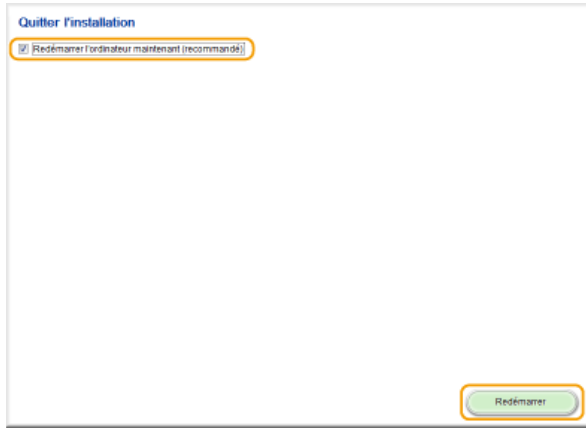 Quitter l'installation
Redémarrer l'ordinateur maintenant (recommandé)
Redémarrer